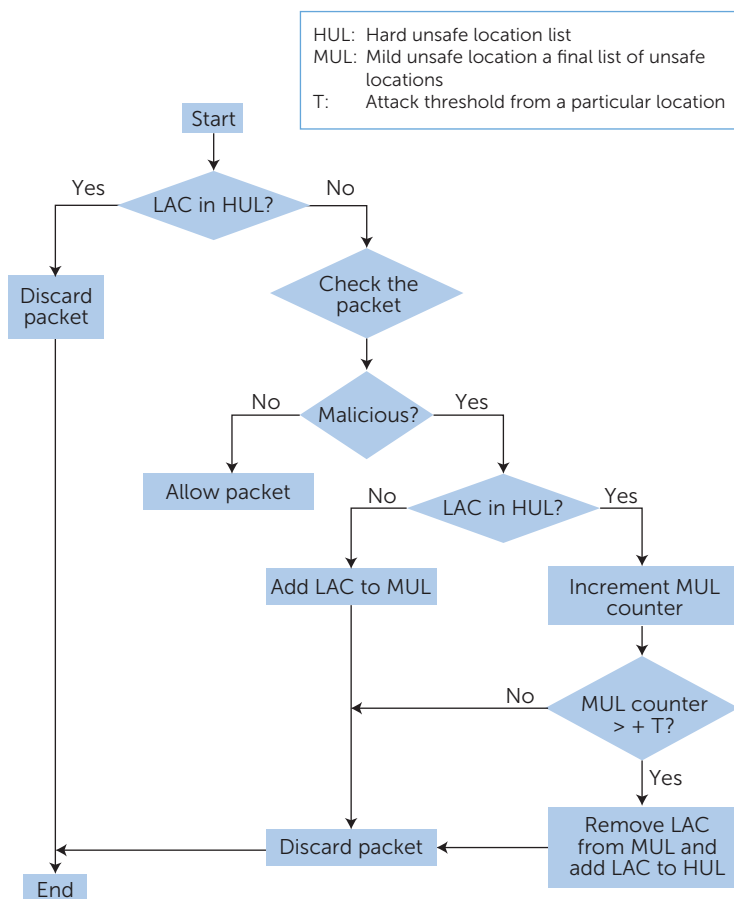 HUL: Hard unsafe location list
MUL: Mild unsafe location a final list of unsafe
locations
T: Attack threshold from a particular location
Start
Yes
No
LAC in HUL?
Discard
packet
Check the
packet
No
Malicious?
Yes
Allow packet
No
LAC in HUL?
Yes
Add LAC to MUL
Increment MUL
counter
No
MUL counter
> + T?
Yes
Discard packet
Remove LAC
from MUL and
add LAC to HUL
End